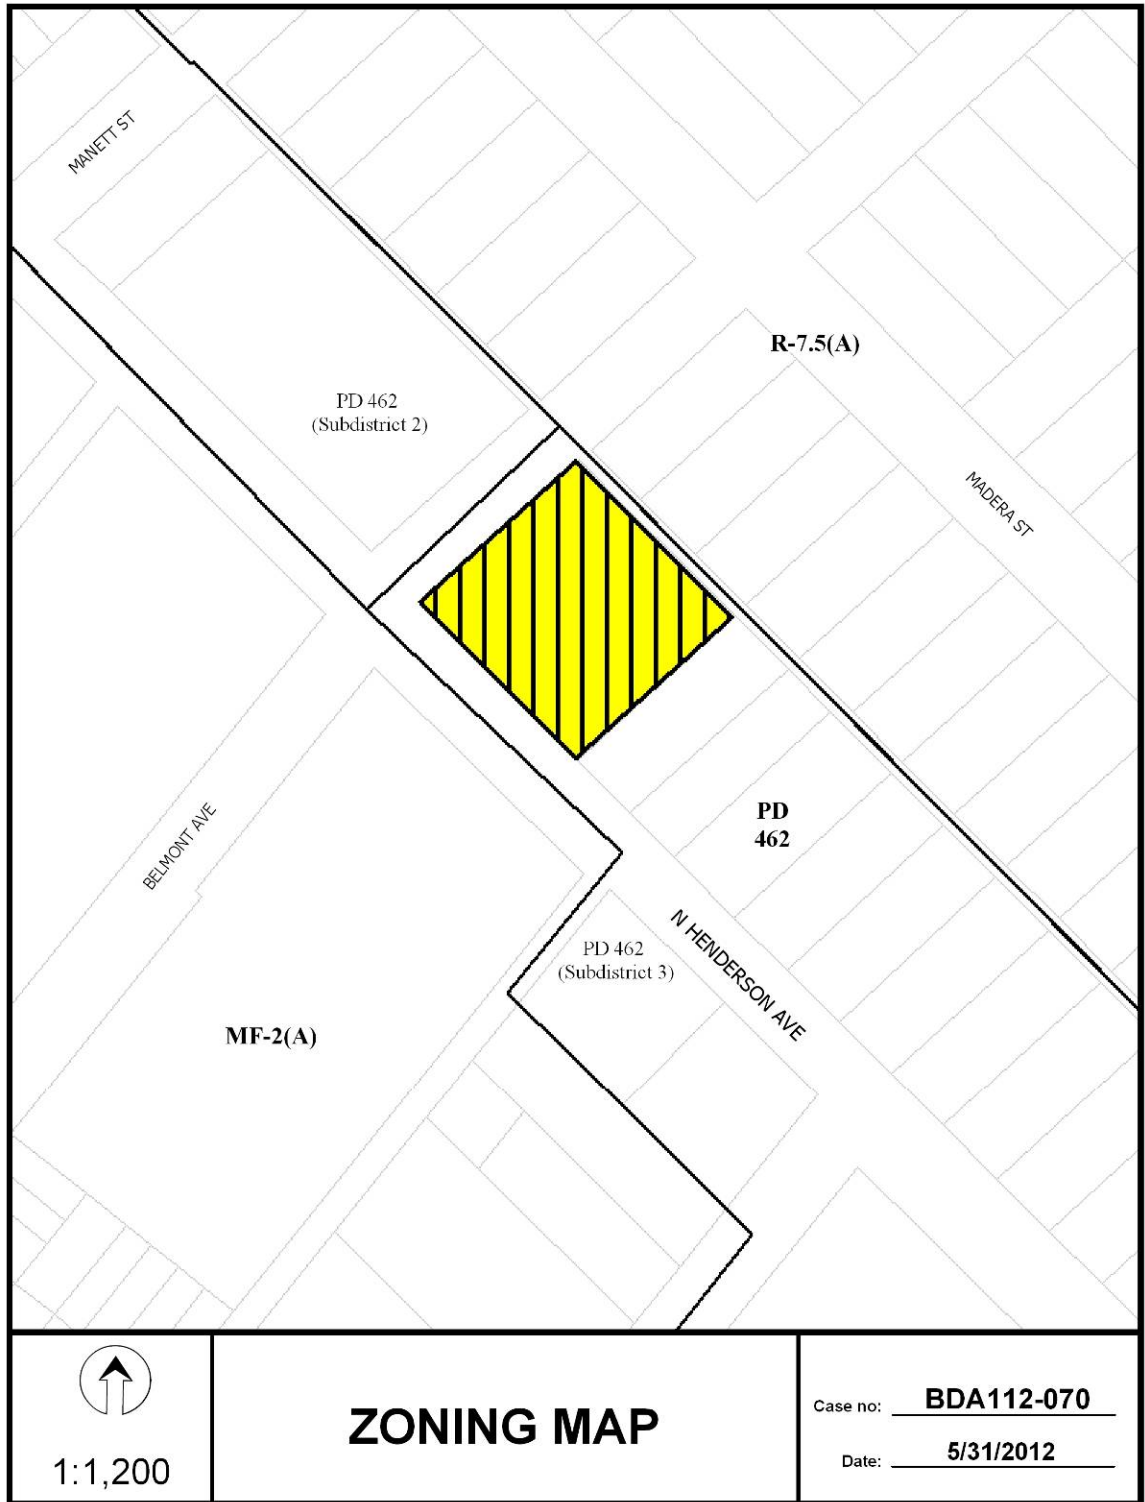 MANETT ST
R-7.5(A)
PD 462
(Subdistrict 2)
MADERA ST
BELMONT AVE
PD
462
N HENDERSON AVE
PD 462
(Subdistrict 3)
MF-2(A)
1:1,200
ZONING MAP
Case no: BDA112-070
Date: 5/31/2012